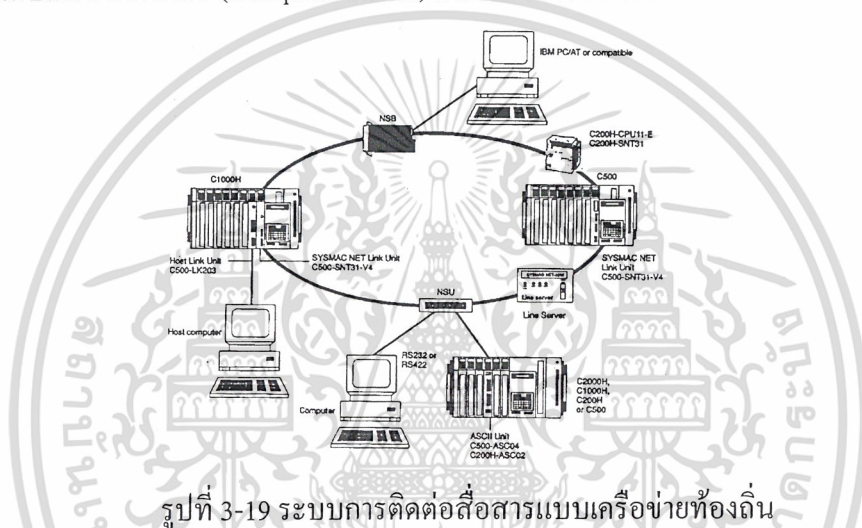 IBM PC/AT or compatible
NSB
C200H-CPU11-E
C200H-SNT31
C1000H
C500
Host Link Unit
C500-LK203
SYSMAC NET Link Unit
C500-SNT31-V4
SYSMAC NET
Link Unit
C500-SNT31-V4
NSU
Line server
Line Server
Host computer
RS232 or
RS422
Computer
C2000H,
C1000H,
C200H
or C500
ASCII Unit
C500-ASC04
C200H-ASC02
รูปที่ 3-19 ระบบการติดต่อสื่อสารแบบเครือข่ายท้องถิ่น